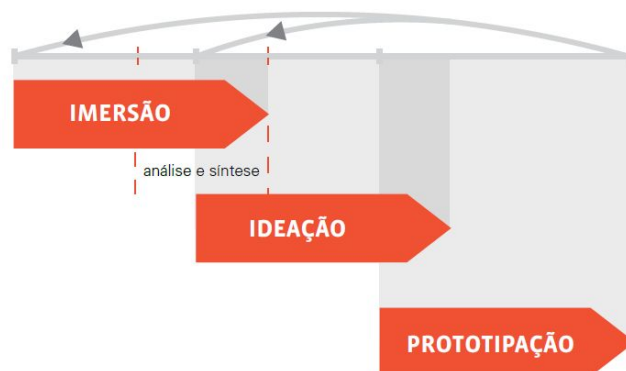 IMERSÃO
análise e síntese
IDEAÇÃO
PROTOTIPAÇÃO